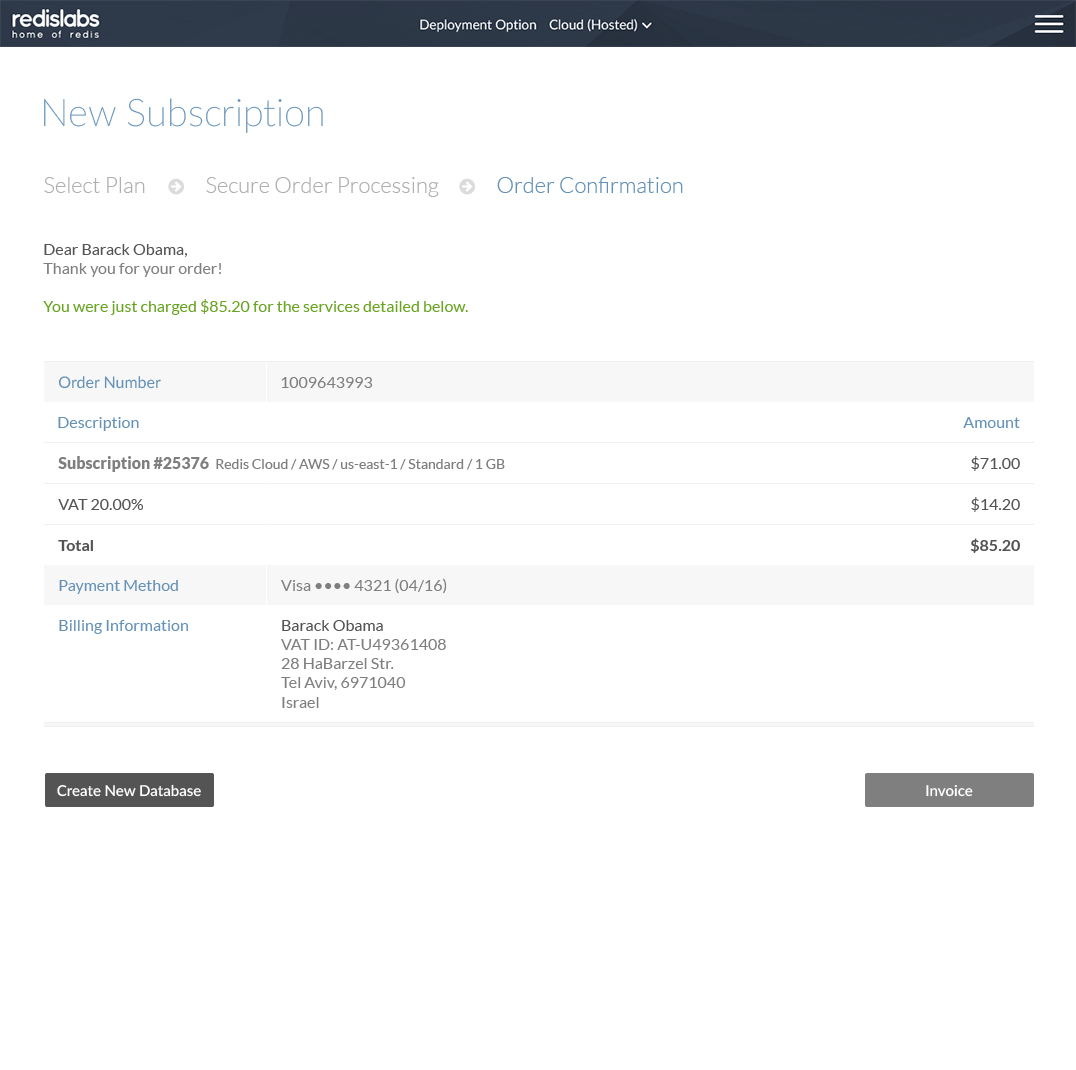 redislabs
home of redis
Deployment Option Cloud (Hosted)
New Subscription
Select Plan Secure Order Processing Order Confirmation
Dear Barack Obama,
Thank you for your order!
You were just charged $85.20 for the services detailed below.
Order Number 1009643993
Description Amount
Subscription #25376 Redis Cloud / AWS / us-east-1 / Standard / 1 GB $71.00
VAT 20.00% $14.20
Total $85.20
Payment Method Visa •••• 4321 (04/16)
Billing Information Barack Obama
VAT ID: AT-U49361408
28 HaBarzel Str.
Tel Aviv, 6971040
Israel
Create New Database Invoice